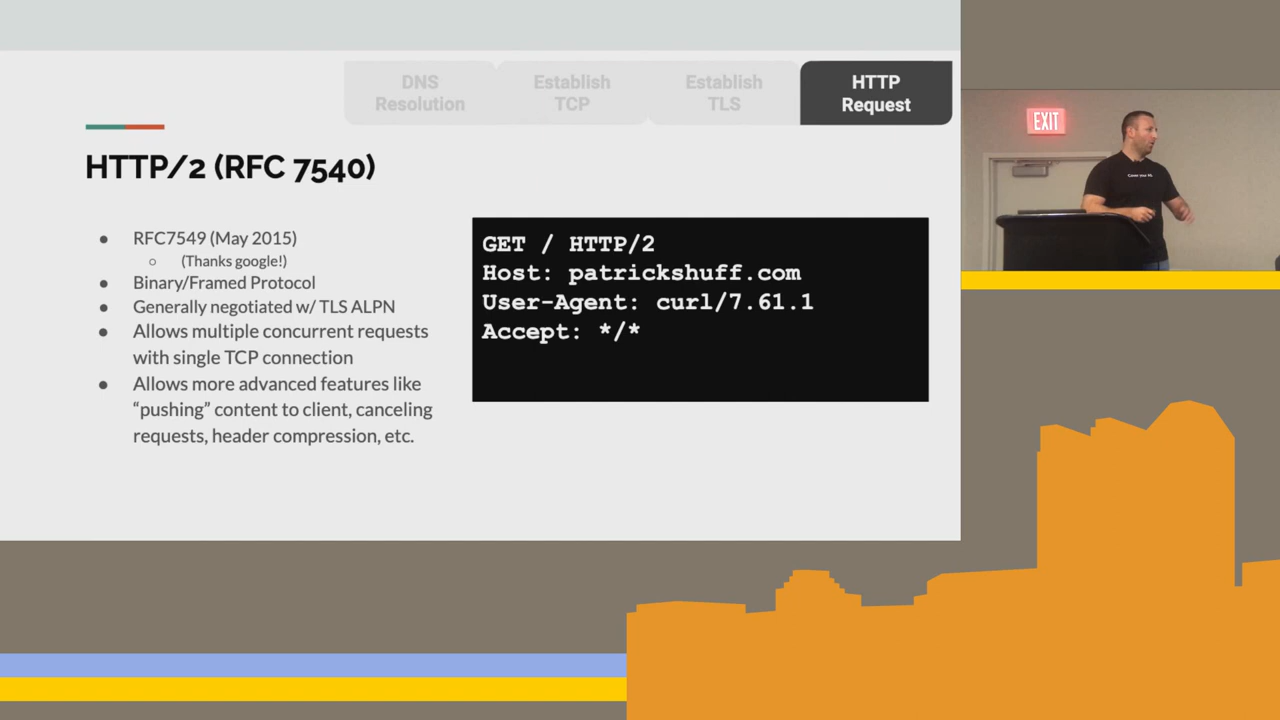 DNS
Resolution
Establish
TCP
Establish
TLS
HTTP
Request
HTTP/2 (RFC 7540)
● RFC7549 (May 2015)
○ (Thanks google!)
● Binary/Framed Protocol
● Generally negotiated w/ TLS ALPN
● Allows multiple concurrent requests
with single TCP connection
● Allows more advanced features like
“pushing” content to client, canceling
requests, header compression, etc.
GET / HTTP/2
Host: patrickshuff.com
User-Agent: curl/7.61.1
Accept: */*
EXIT